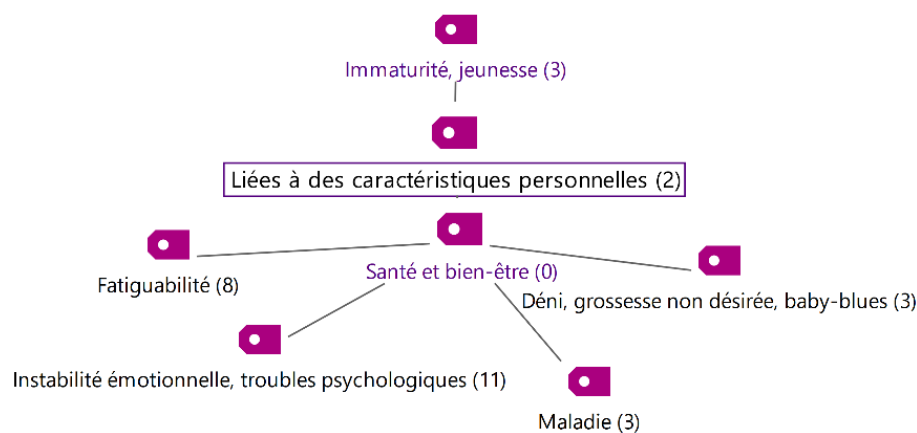 Immaturité, jeunesse (3)
Liées à des caractéristiques personnelles (2)
Santé et bien-être (0)
Fatiguabilité (8)
Déni, grossesse non désirée, baby-blues (3)
Instabilité émotionnelle, troubles psychologiques (11)
Maladie (3)